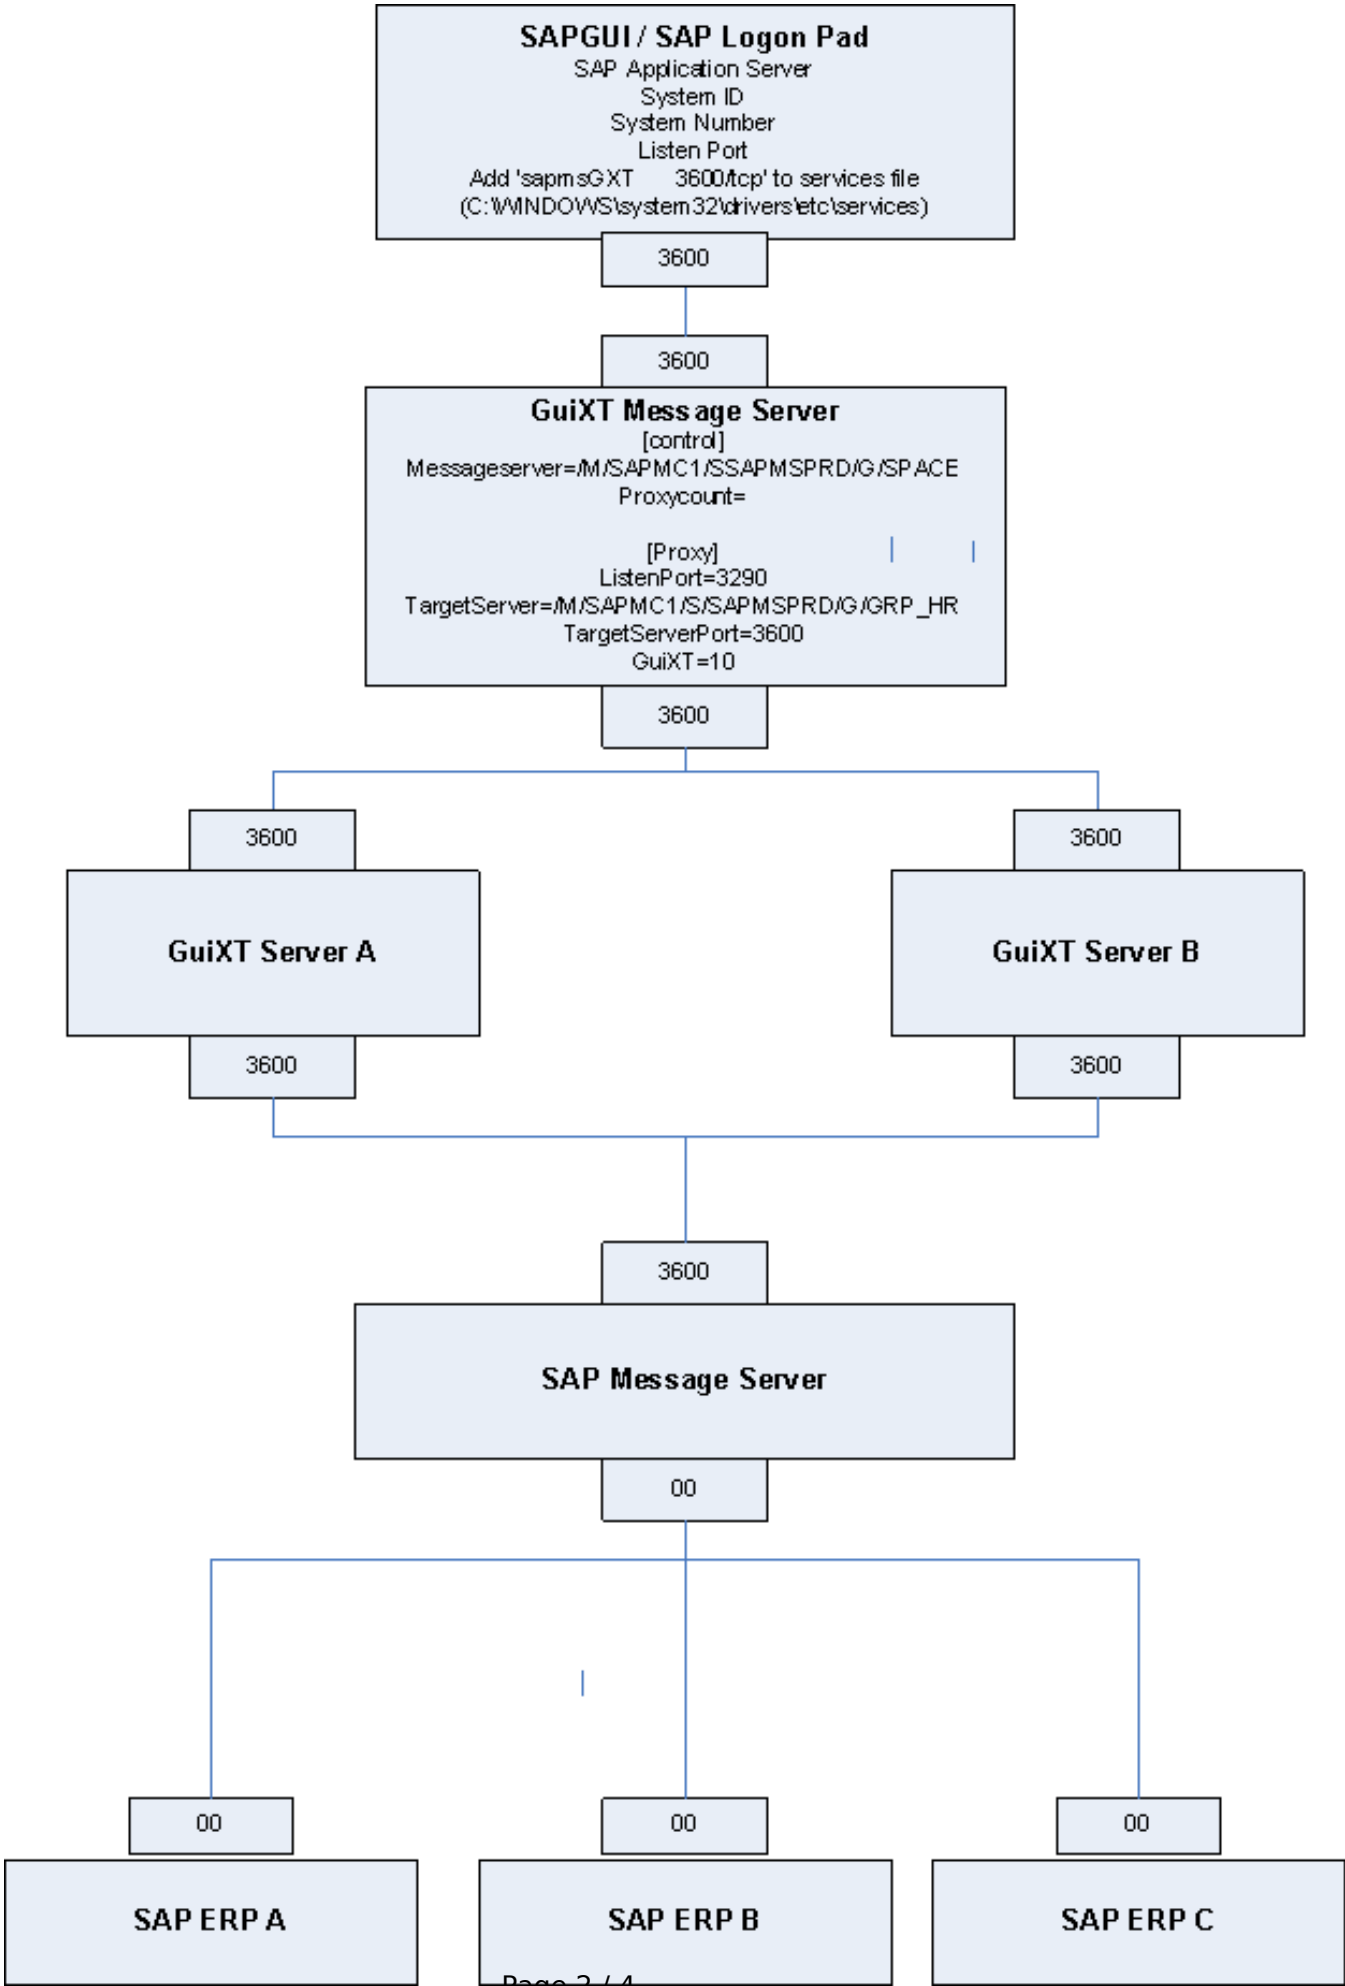 SAPGUI / SAP Logon Pad
SAP Application Server
System ID
System Number
Listen Port
Add 'sapmsGXT 3600/tcp' to services file
(C:\WINDOWS\system32\drivers\etc\services)
3600
3600
GuiXT Message Server
[control]
Messageserver=/M/SAPMC1/SSAPMSPRD/G/SPACE
Proxycount=
[Proxy]
ListenPort=3290
TargetServer=/M/SAPMC1/S/SAPMSPRD/G/GRP_HR
TargetServerPort=3600
GuiXT=10
3600
3600 3600
GuiXT Server A GuiXT Server B
3600 3600
3600
SAP Message Server
00
00 00 00
SAP ERP A SAP ERP B SAP ERP C
Page / 4